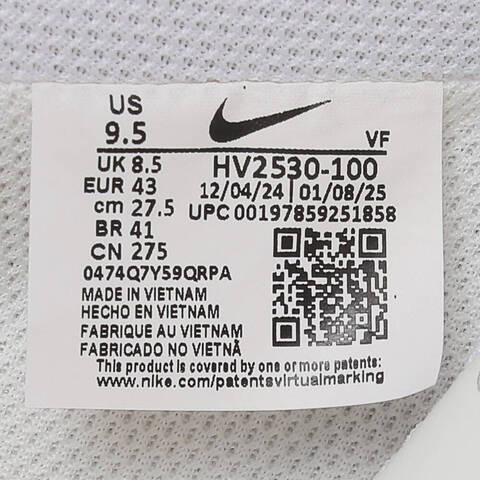 US
9.5
VF
UK 8.5
HV2530-100
EUR 43
12/04/24 | 01/08/25
cm 27.5
UPC 00197859251858
BR 41
CN 275
0474Q7Y59QRPA
MADE IN VIETNAM
HECHO EN VIETNAM
FABRIQUE AU VIETNAM
FABRICADO NO VIETNÃ
This product is covered by one or more patents:
www.nike.com/patentsvirtualmarking